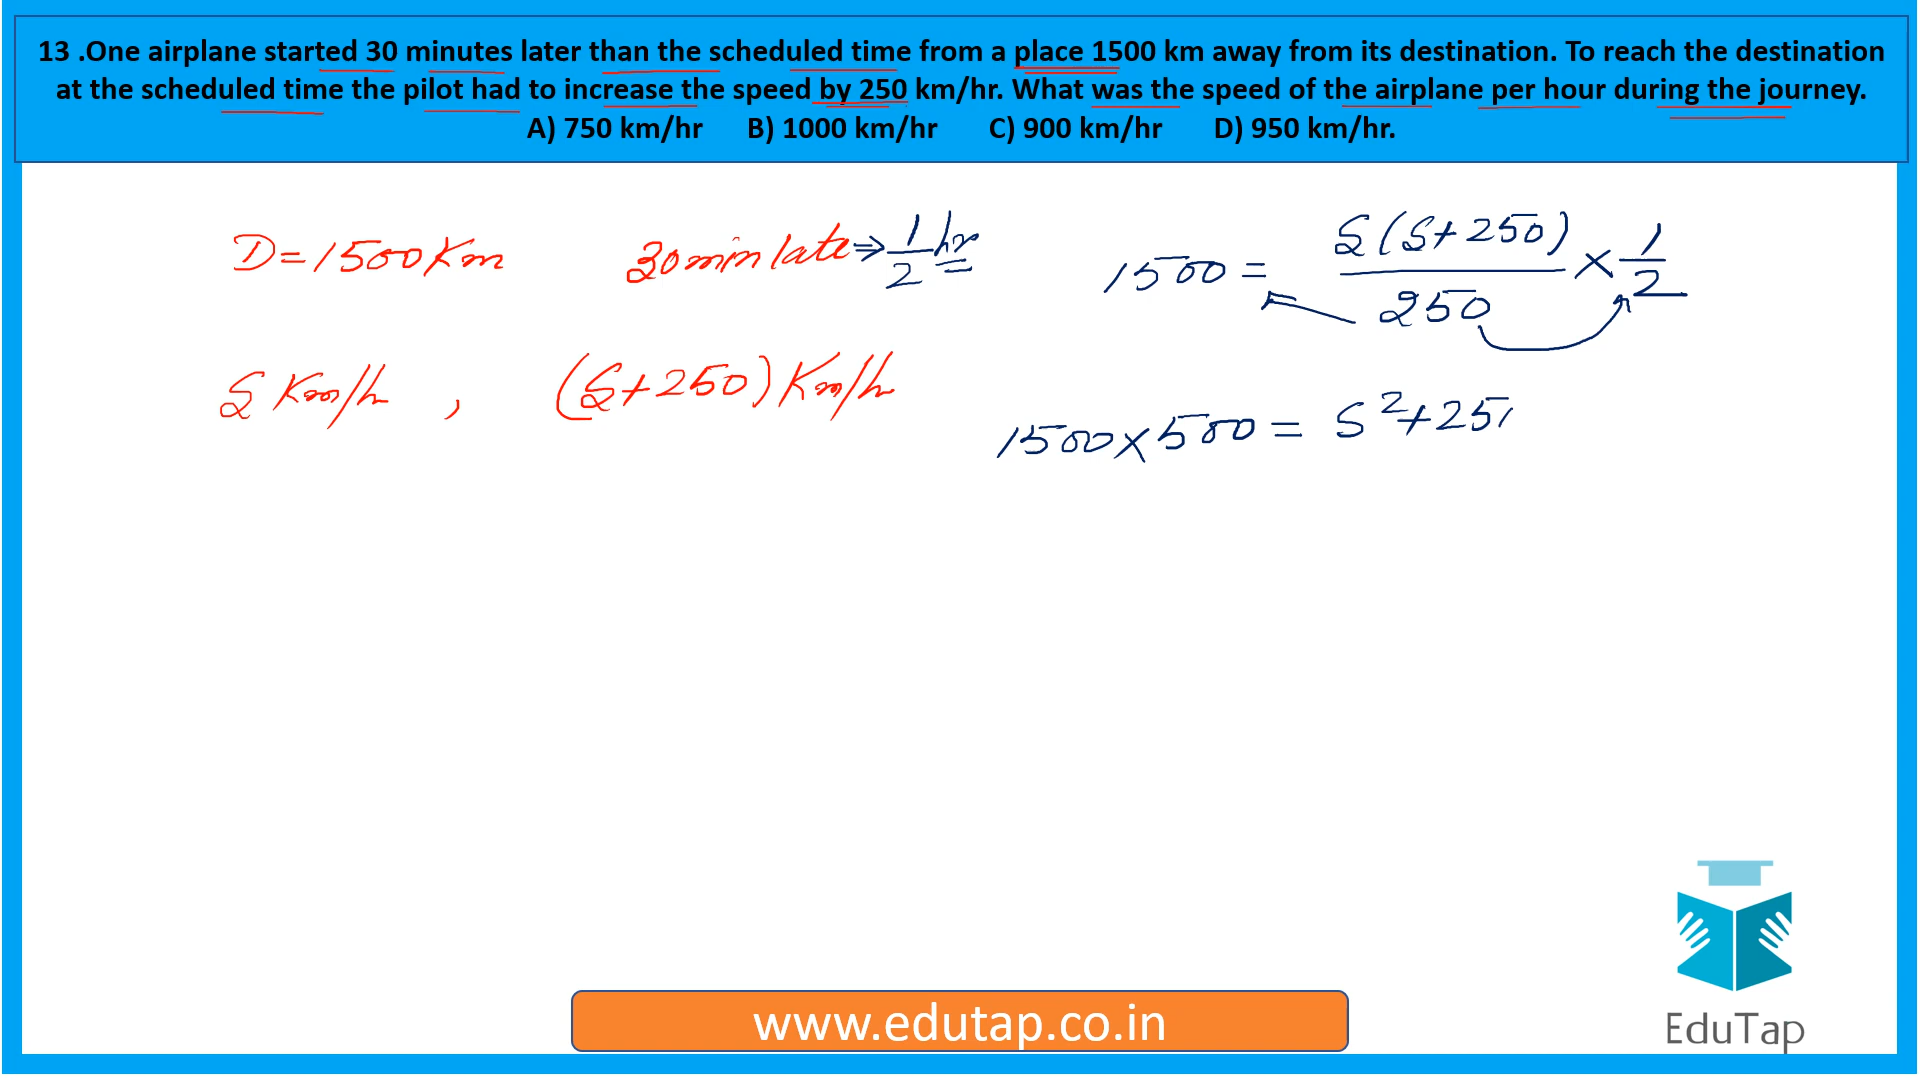 13 .One airplane started 30 minutes later than the scheduled time from a place 1500 km away from its destination. To reach the destination
at the scheduled time the pilot had to increase the speed by 250 km/hr. What was the speed of the airplane per hour during the journey.
A) 750 km/hr B) 1000 km/hr C) 900 km/hr D) 950 km/hr.
D = 1500 Km 30 min late ⇒ 1/2 hr
1500 = S(S+250)/250 × 1/2
S Km/h , (S+250) Km/h
1500 × 500 = S² + 25
EduTap
www.edutap.co.in